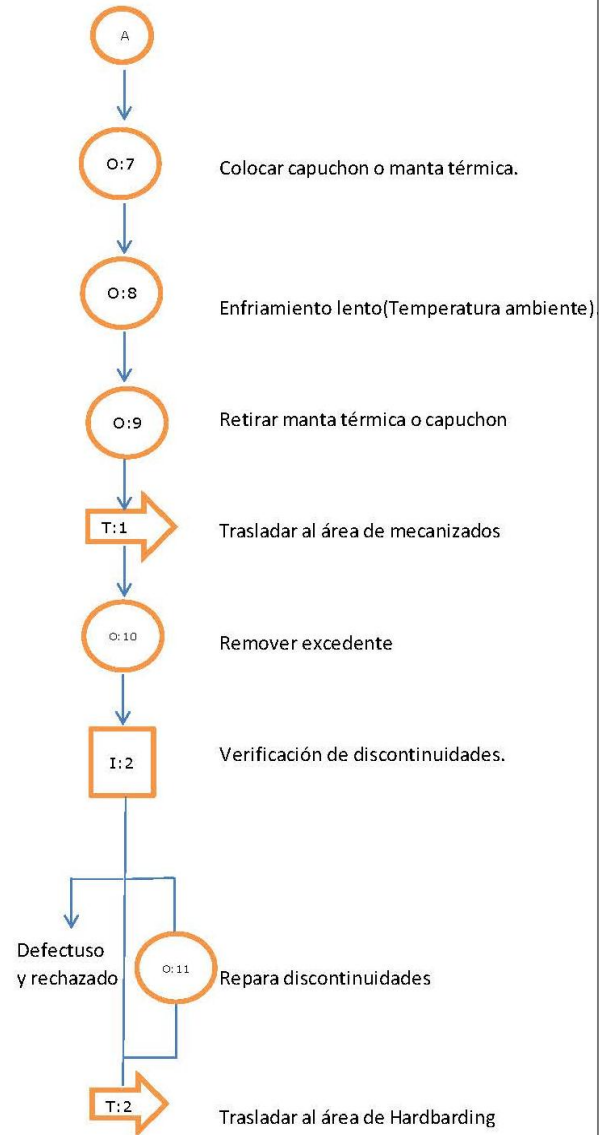 A
O:7
Colocar capuchon o manta térmica.
O:8
Enfriamiento lento(Temperatura ambiente).
O:9
Retirar manta térmica o capuchon
T:1
Trasladar al área de mecanizados
O:10
Remover excedente
I:2
Verificación de discontinuidades.
Defectuso
y rechazado
O:11
Repara discontinuidades
T:2
Trasladar al área de Hardbarding